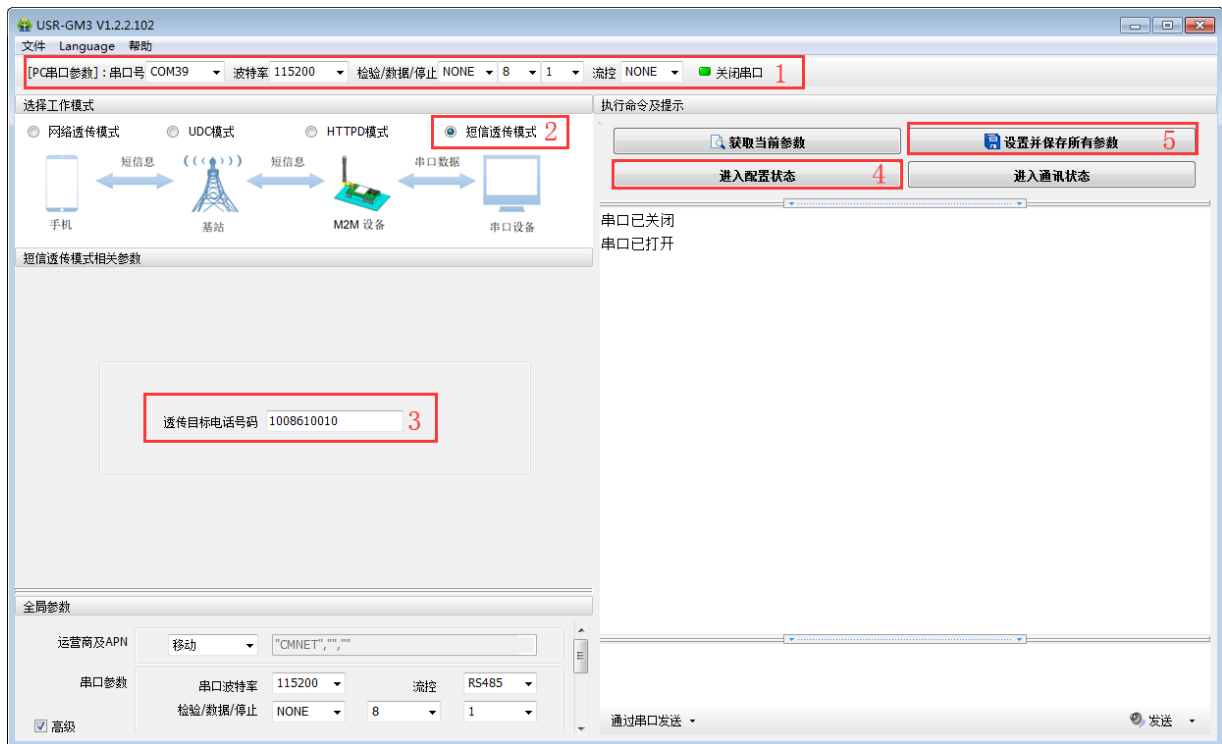 USR-GM3 V1.2.2.102
文件 Language 帮助
[PC串口参数]：串口号 COM39 波特率 115200 检验/数据/停止 NONE 8 1 流控 NONE 关闭串口 1
选择工作模式
网络透传模式 UDC模式 HTTPD模式 短信透传模式 2
短信息 短信息 串口数据
手机 基站 M2M 设备 串口设备
短信透传模式相关参数
透传目标电话号码 1008610010 3
全局参数
运营商及APN 移动 "CMNET","",""
串口参数 串口波特率 115200 流控 RS485
检验/数据/停止 NONE 8 1
高级
执行命令及提示
获取当前参数 设置并保存所有参数 5
进入配置状态 4 进入通讯状态
串口已关闭
串口已打开
通过串口发送 发送